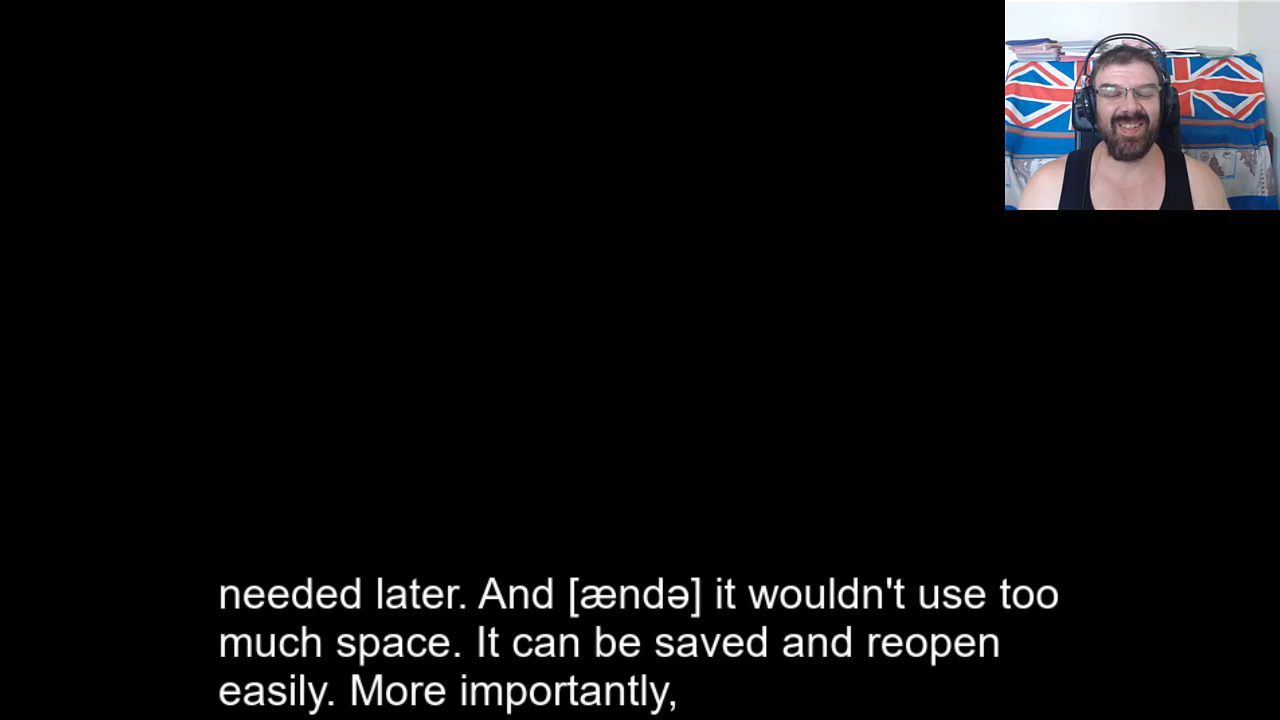 needed later. And [ændə] it wouldn't use too
much space. It can be saved and reopen
easily. More importantly,